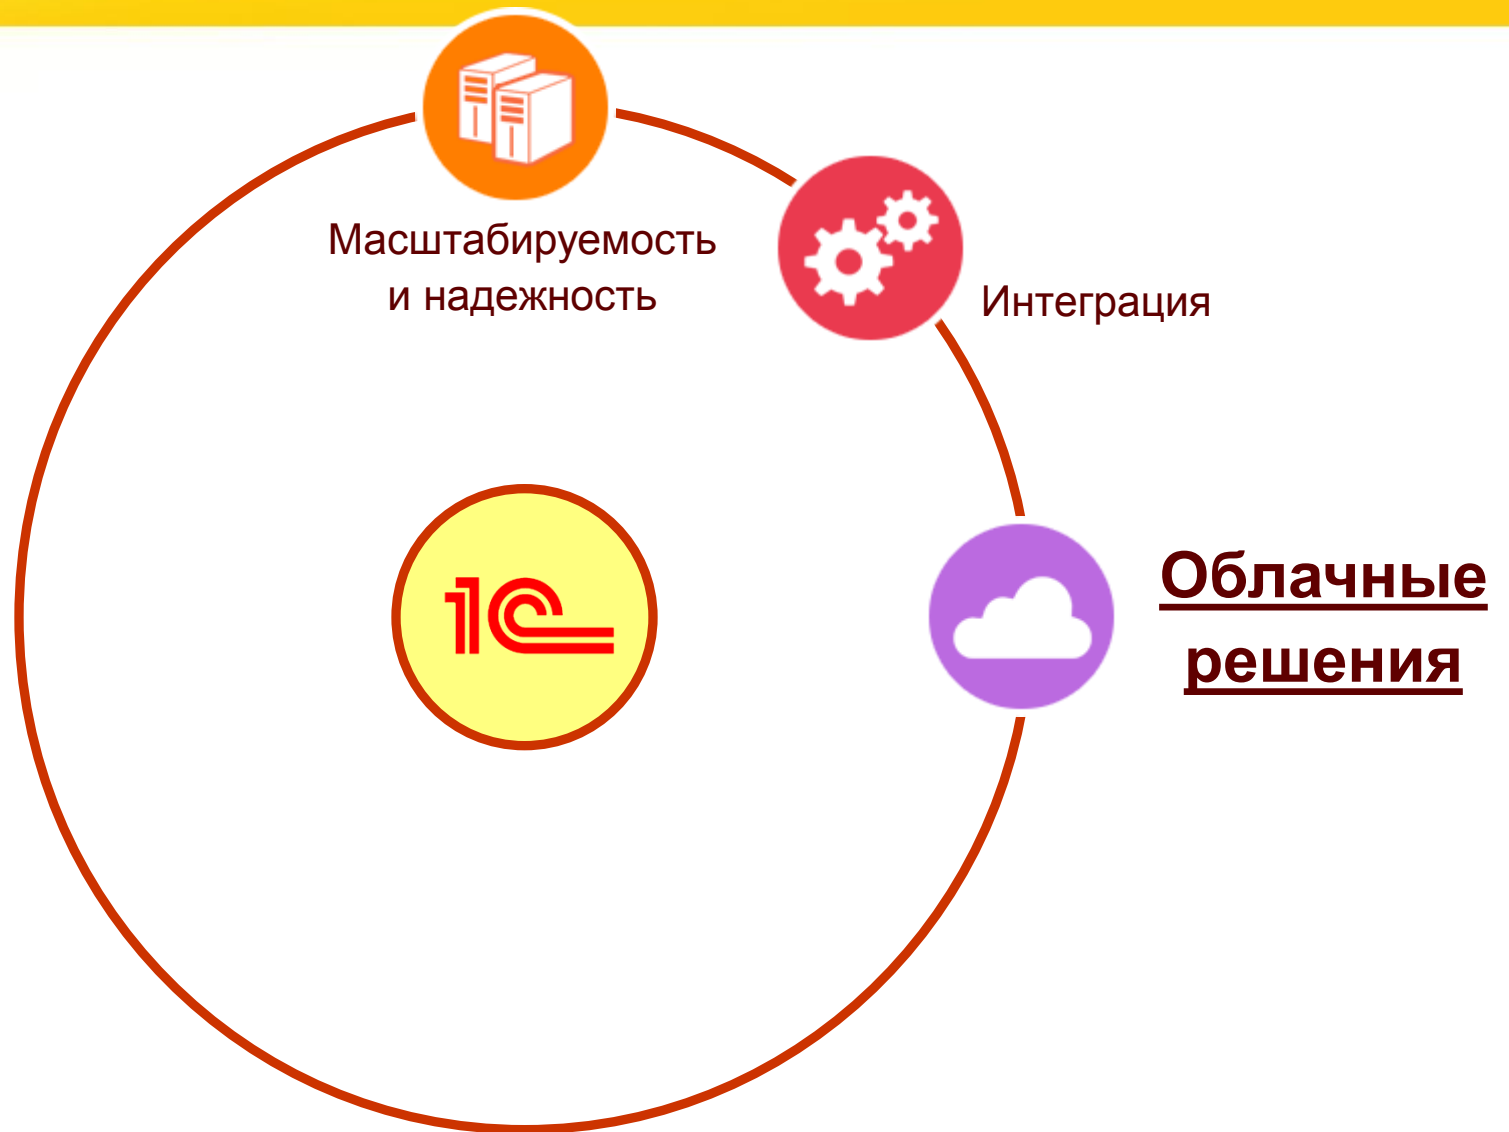 Масштабируемость
и надежность
Интеграция
1С
Облачные
решения